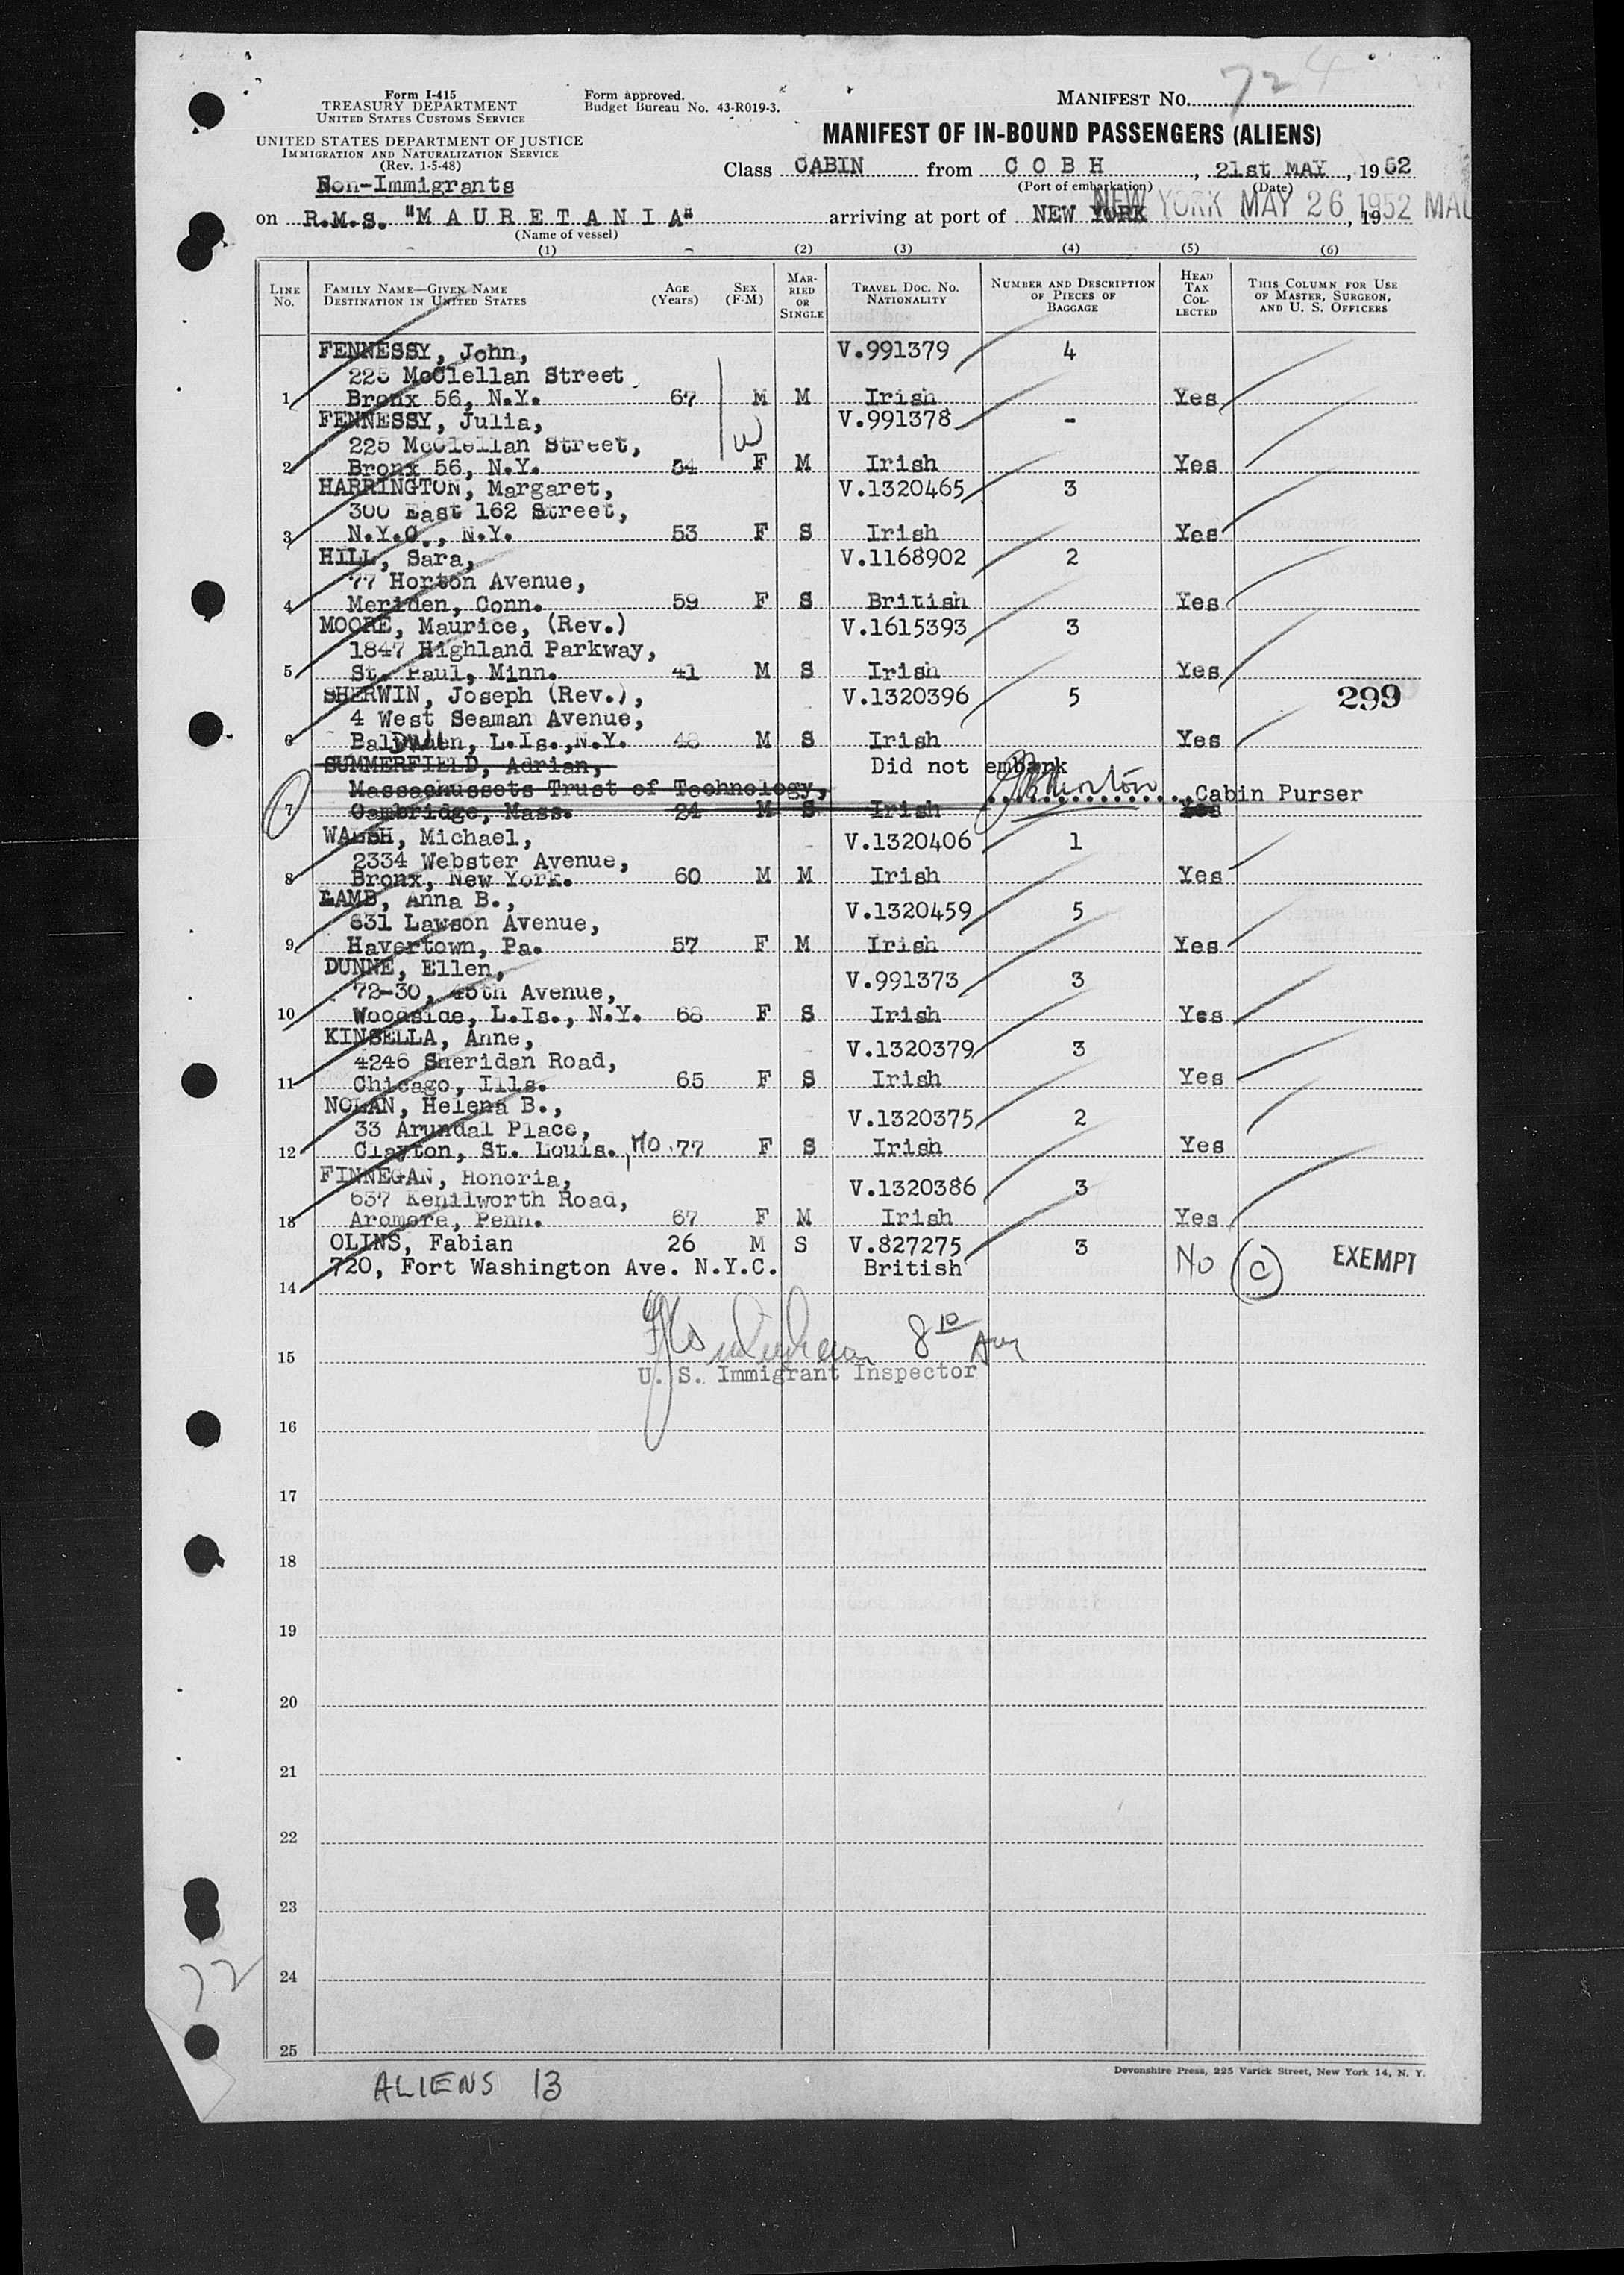 724
Form I-415
TREASURY DEPARTMENT
UNITED STATES CUSTOMS SERVICE
Form approved.
Budget Bureau No. 43-R019-3.
MANIFEST NO.
UNITED STATES DEPARTMENT OF JUSTICE
IMMIGRATION AND NATURALIZATION SERVICE
(Rev. 1-5-48)
MANIFEST OF IN-BOUND PASSENGERS (ALIENS)
Non-Immigrants
Class CABIN from C O B H, 21st MAY, 1952
(Port of embarkation) (Date)
on R.M.S. "M A U R E T A N I A" arriving at port of NEW YORK, 19
NEW YORK MAY 26 1952 MAU
(Name of vessel)
(1) (2) (3) (4) (5) (6)
LINE No. FAMILY NAME—GIVEN NAME DESTINATION IN UNITED STATES AGE (Years) SEX (F-M) MARRIED OR SINGLE TRAVEL DOC. NO. NATIONALITY NUMBER AND DESCRIPTION OF PIECES OF BAGGAGE HEAD TAX COLLECTED THIS COLUMN FOR USE OF MASTER, SURGEON, AND U. S. OFFICERS
FENNESSY, John, V.991379 4
225 McClellan Street
1 Bronx 56, N.Y. 67 M M Irish Yes
FENNESSY, Julia, V.991378 -
225 McClellan Street, W
2 Bronx 56, N.Y. 54 F M Irish Yes
HARRINGTON, Margaret, V.1320465 3
300 East 162 Street,
3 N.Y.C., N.Y. 53 F S Irish Yes
HILL, Sara, V.1168902 2
77 Horton Avenue,
4 Meriden, Conn. 59 F S British Yes
MOORE, Maurice, (Rev.) V.1615393 3
1847 Highland Parkway,
5 St. Paul, Minn. 41 M S Irish Yes
SHERWIN, Joseph (Rev.), V.1320396 5 299
4 West Seaman Avenue,
6 L.Is., N.Y. 48 M S Irish Yes
SUMMERFIELD, Adrian, Did not embark
Massachussets Trust of Technology, Cabin Purser
7 Cambridge, Mass. 24 M S Irish Yes
WALSH, Michael, V.1320406 1
2334 Webster Avenue,
8 Bronx, New York. 60 M M Irish Yes
LAMB, Anna B., V.1320459 5
631 Lawson Avenue,
9 Havertown, Pa. 57 F M Irish Yes
DUNNE, Ellen, V.991373 3
72-30, 45th Avenue,
10 Woodside, L.Is., N.Y. 68 F S Irish Yes
KINSELLA, Anne, V.1320379 3
4246 Sheridan Road,
11 Chicago, Ills. 65 F S Irish Yes
NOLAN, Helena B., V.1320375 2
33 Arundal Place,
12 Clayton, St. Louis., MO. 77 F S Irish Yes
FINNEGAN, Honoria, V.1320386 3
637 Kenilworth Road,
13 Ardmore, Penn. 67 F M Irish Yes
OLINS, Fabian 26 M S V.827275 3
720, Fort Washington Ave. N.Y.C. British No C EXEMPT
14
8 10 Am
15
U. S. Immigrant Inspector
16
17
18
19
20
21
22
23
24
72
25
Devonshire Press, 225 Varick Street, New York 14, N. Y.
ALIENS 13